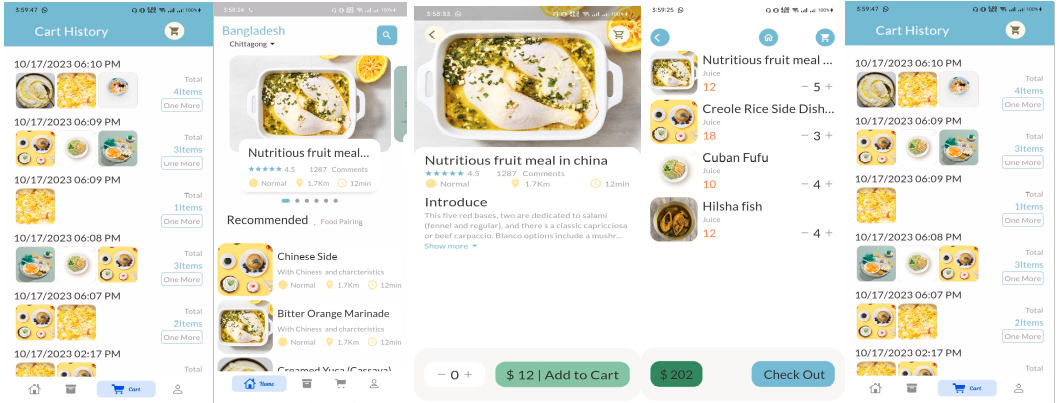 3:59:47
100%
Cart History
10/17/2023 06:10 PM
Total
4Items
One More
10/17/2023 06:09 PM
Total
3Items
One More
10/17/2023 06:09 PM
Total
1Items
One More
10/17/2023 06:08 PM
Total
3Items
One More
10/17/2023 06:07 PM
Total
2Items
One More
10/17/2023 02:17 PM
Total
Cart
3:58:24
100%
Bangladesh
Chittagong
Nutritious fruit meal...
4.5 1287 Comments
Normal 1.7Km 12min
Recommended . Food Pairing
Chinese Side
With Chiness and charcteristics
Normal 1.7Km 12min
Bitter Orange Marinade
With Chiness and charcteristics
Normal 1.7Km 12min
Creamed Yuca (Cassava)
Home
3:58:53
100%
Nutritious fruit meal in china
4.5 1287 Comments
Normal 1.7Km 12min
Introduce
This five red bases, two are dedicated to salami
(fennel and regular), and there s a classic capricciosa
or beef carpaccio. Blanco options include a mushr...
Show more
− 0 +
$ 12 | Add to Cart
3:59:25
100%
Nutritious fruit meal ...
Juice
12 − 5 +
Creole Rice Side Dish...
Juice
18 − 3 +
Cuban Fufu
Juice
10 − 4 +
Hilsha fish
Juice
12 − 4 +
$ 202
Check Out
3:59:47
100%
Cart History
10/17/2023 06:10 PM
Total
4Items
One More
10/17/2023 06:09 PM
Total
3Items
One More
10/17/2023 06:09 PM
Total
1Items
One More
10/17/2023 06:08 PM
Total
3Items
One More
10/17/2023 06:07 PM
Total
2Items
One More
10/17/2023 02:17 PM
Total
Cart